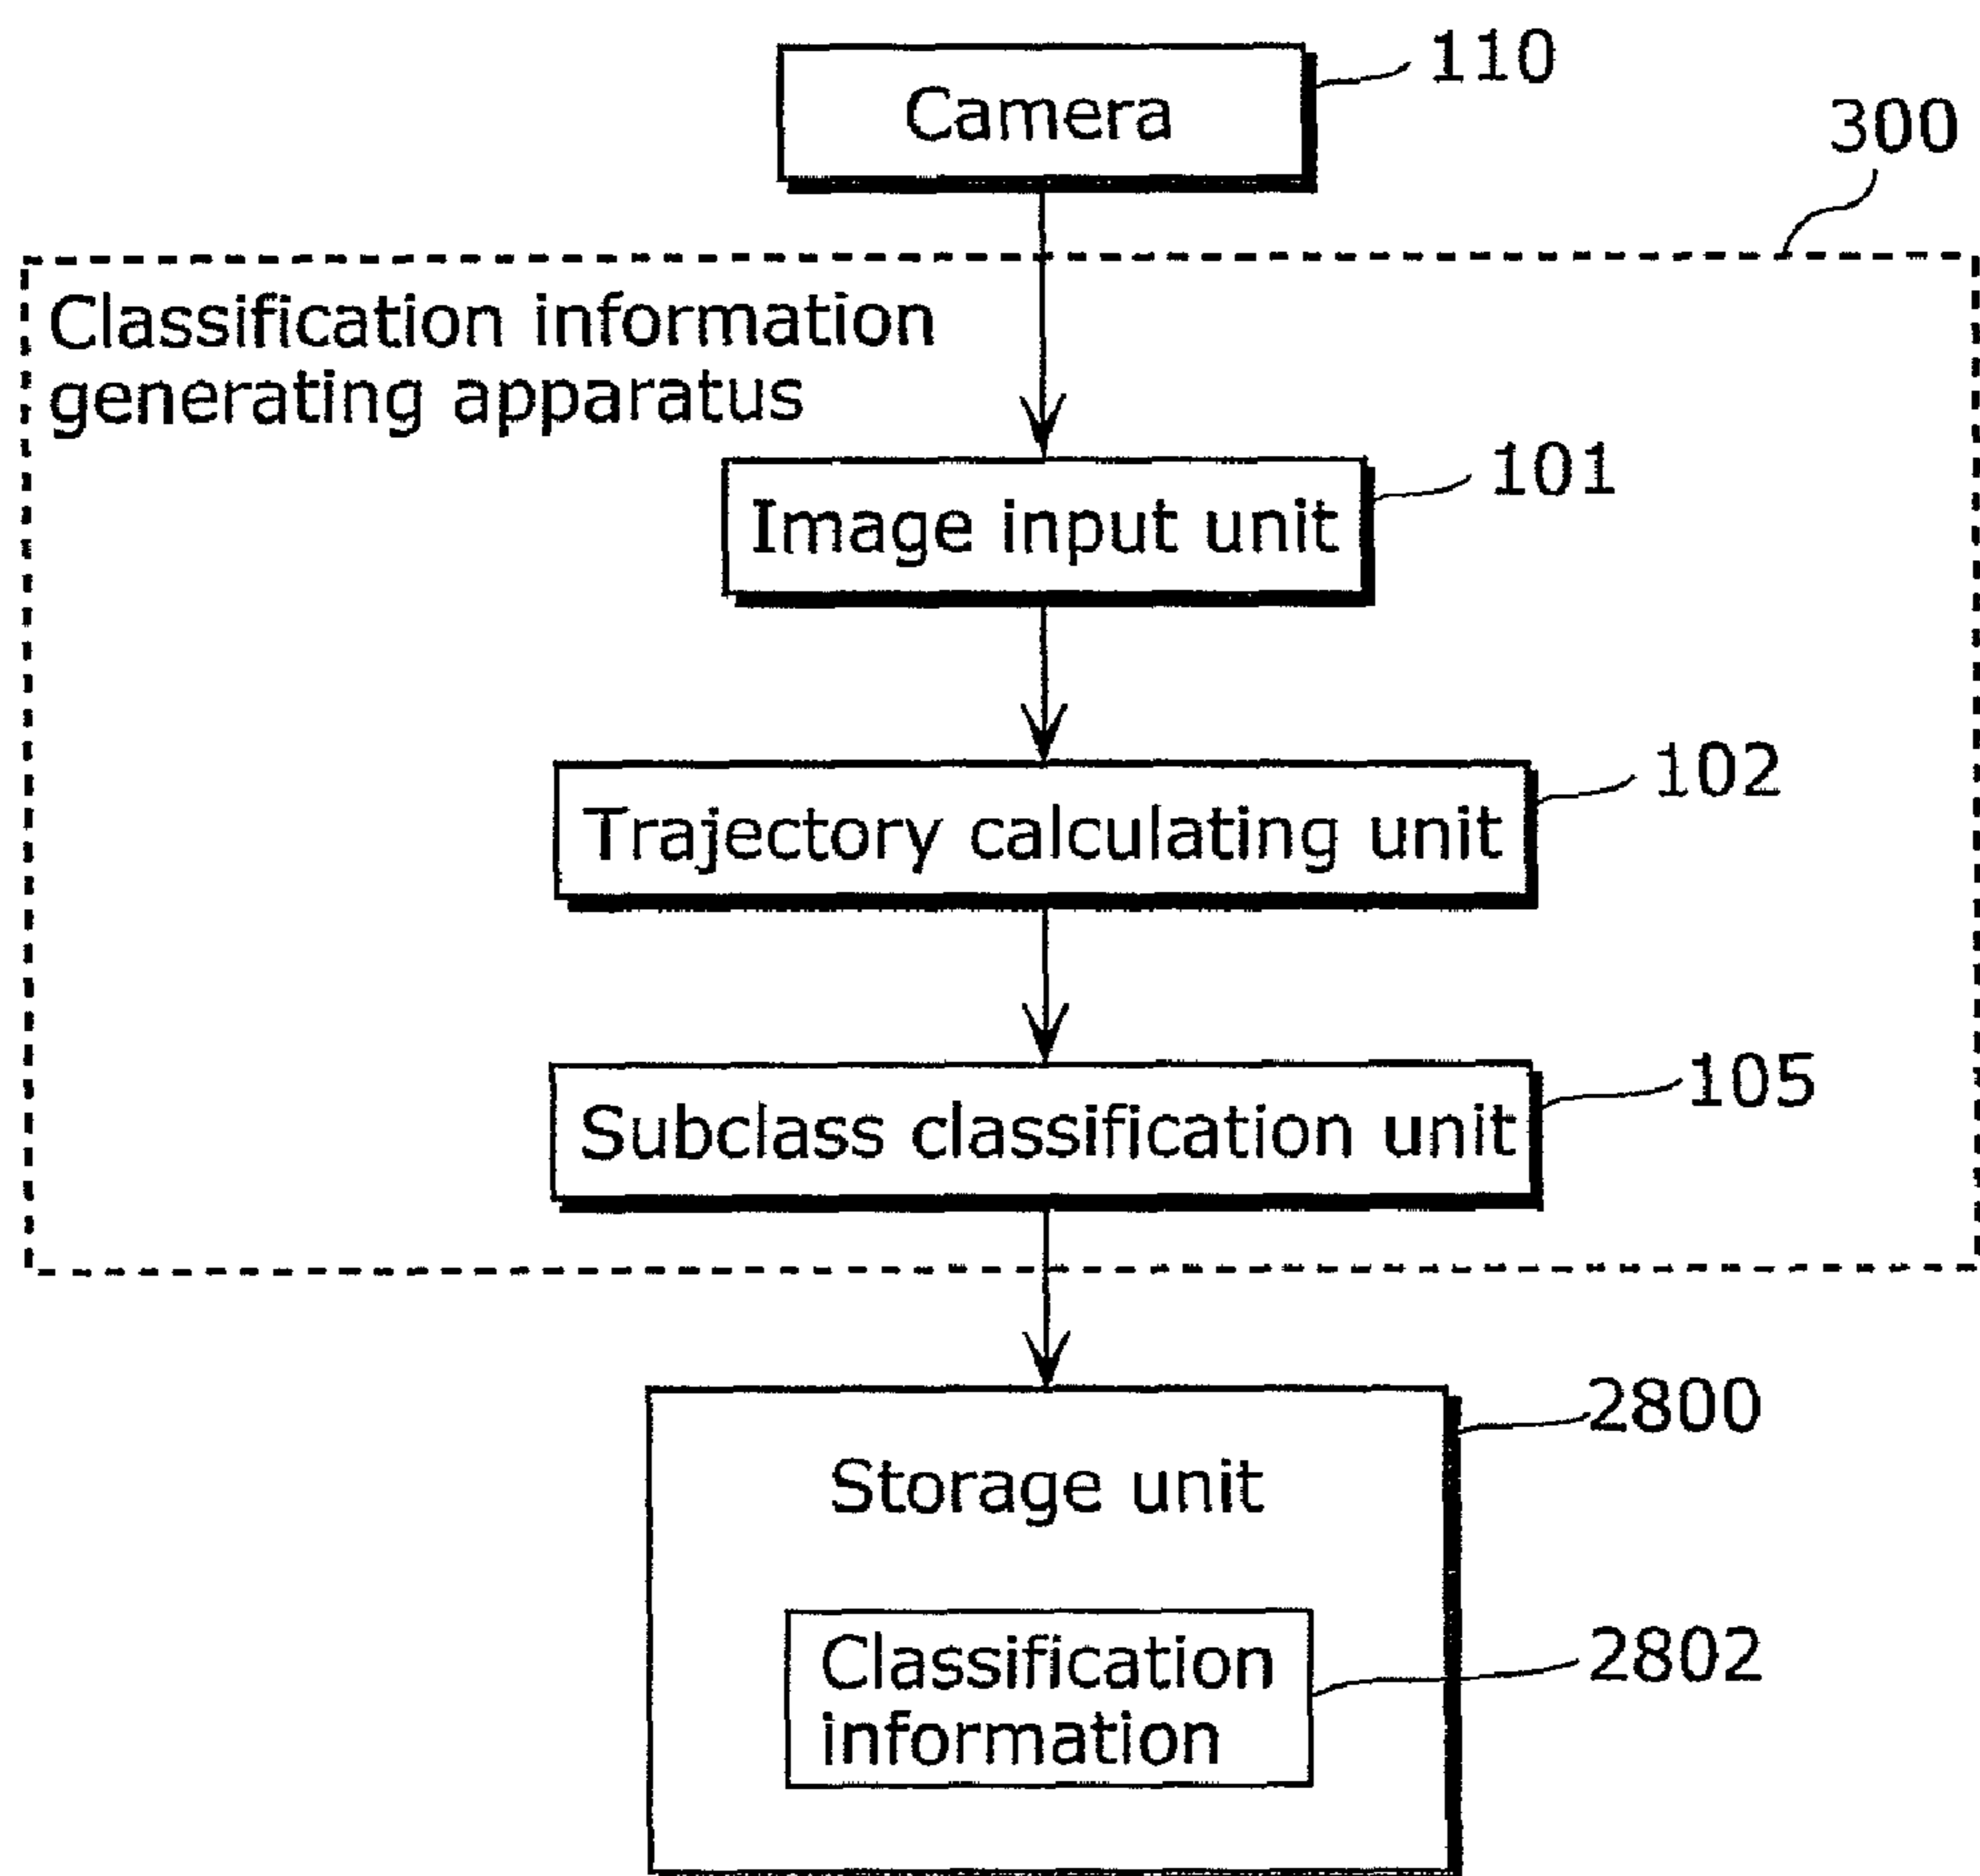 Camera
110
300
Classification information
generating apparatus
Image input unit
101
Trajectory calculating unit
102
Subclass classification unit
105
Storage unit
2800
Classification
information
2802